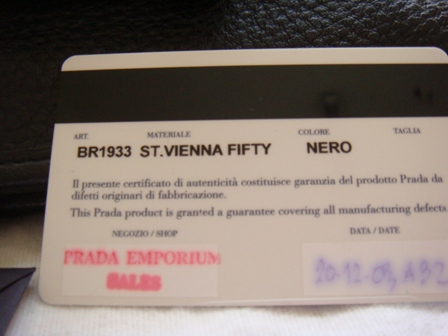 ART. MATERIALE COLORE TAGLIA
BR1933 ST.VIENNA FIFTY NERO
Il presente certificato di autenticità costituisce garanzia del prodotto Prada da
difetti originari di fabbricazione.
This Prada product is granted a guarantee covering all manufacturing defects
NEGOZIO / SHOP DATA / DATE
PRADA EMPORIUM
SALES